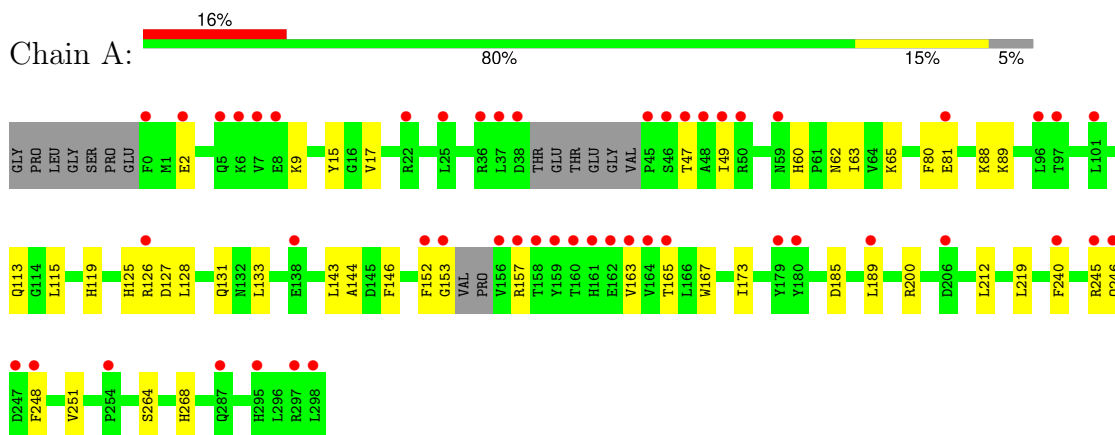 16%
Chain A:
80% 15% 5%
GLY PRO LEU GLY SER PRO GLU F0 M1 E2 Q5 K6 V7 E8 K9 Y15 G16 V17 R22 L25 R36 L37 D38 THR GLU THR GLU GLY VAL P45 S46 T47 A48 I49 R50 N59 H60 P61 N62 I63 V64 K65 F80 E81 K88 K89 L96 T97 L101
Q113 G114 L115 H119 H125 R126 D127 L128 Q131 N132 L133 E138 L143 A144 D145 F146 F152 G153 VAL PRO V156 R157 T158 Y159 T160 H161 E162 V163 V164 T165 L166 W167 I173 Y179 Y180 D185 L189 R200 D206 L212 L219 F240 R245
D247 F248 V251 P254 S264 H268 Q287 H295 L296 R297 L298